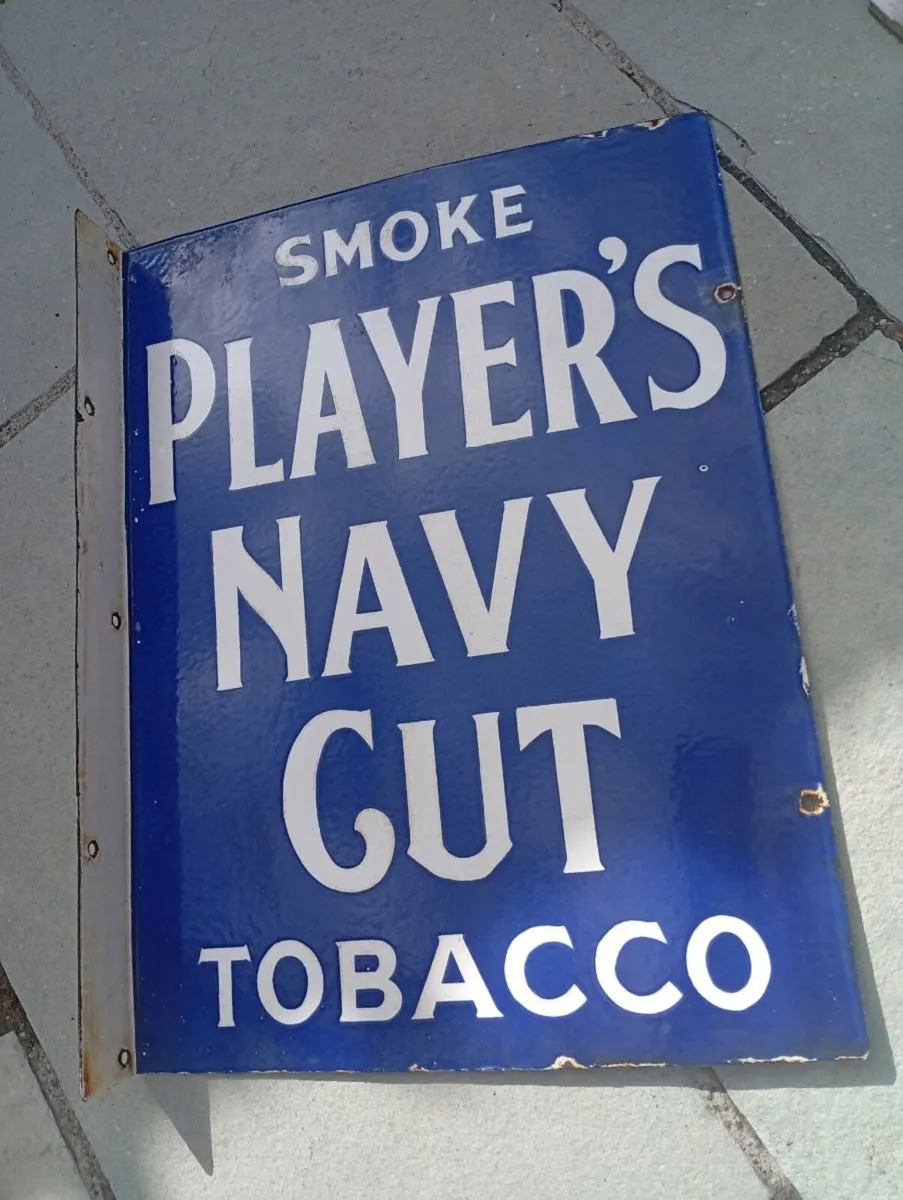 SMOKE
PLAYER'S
NAVY
CUT
TOBACCO